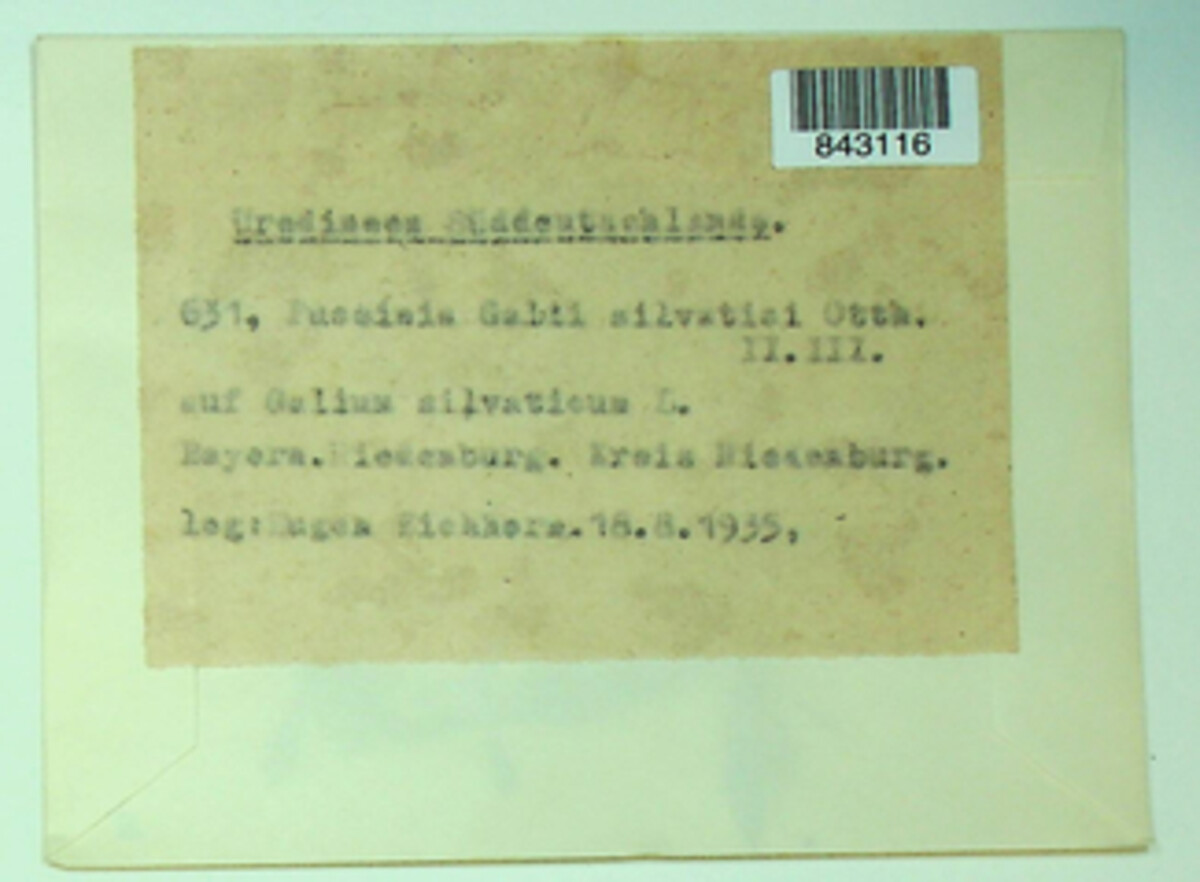 843116
Uredineen Süddeutschlands.
631, Puccinia Galii silvatici Otth.
II.III.
auf Galium silvaticum L.
Bayern. Riedenburg. Kreis Riedenburg.
leg: Eugen Eichhorn. 18.8.1935,